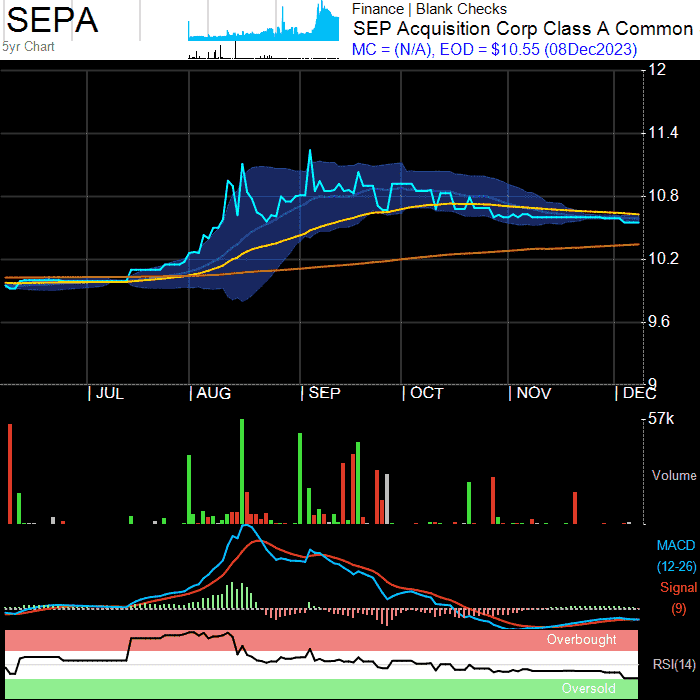 SEPA
5yr Chart
Finance | Blank Checks
SEP Acquisition Corp Class A Common
MC = (N/A), EOD = $10.55 (08Dec2023)
12
11.4
10.8
10.2
9.6
9
JUL AUG SEP OCT NOV DEC
57k
Volume
MACD
(12-26)
Signal
(9)
Overbought
RSI(14)
Oversold